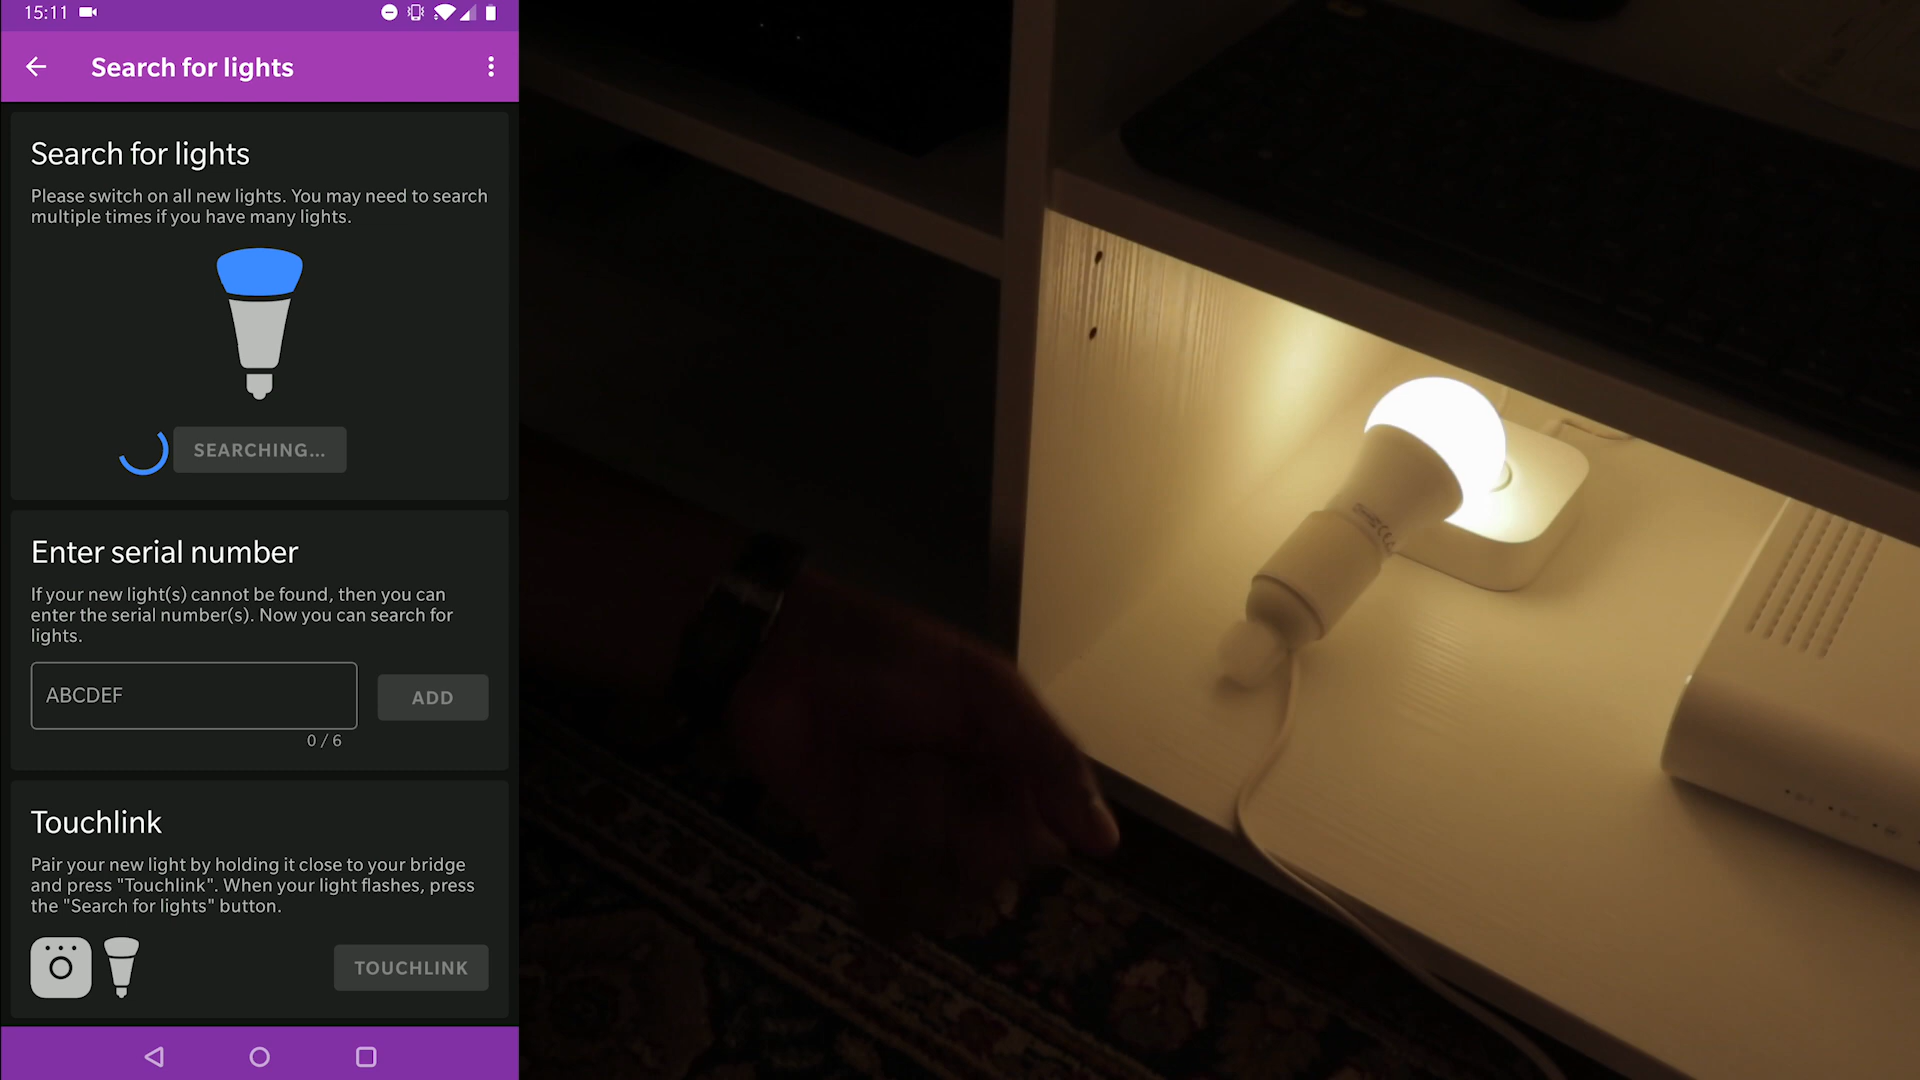 15:11
Search for lights
Search for lights
Please switch on all new lights. You may need to search
multiple times if you have many lights.
SEARCHING...
Enter serial number
If your new light(s) cannot be found, then you can
enter the serial number(s). Now you can search for
lights.
ABCDEF
ADD
0 / 6
Touchlink
Pair your new light by holding it close to your bridge
and press "Touchlink". When your light flashes, press
the "Search for lights" button.
TOUCHLINK